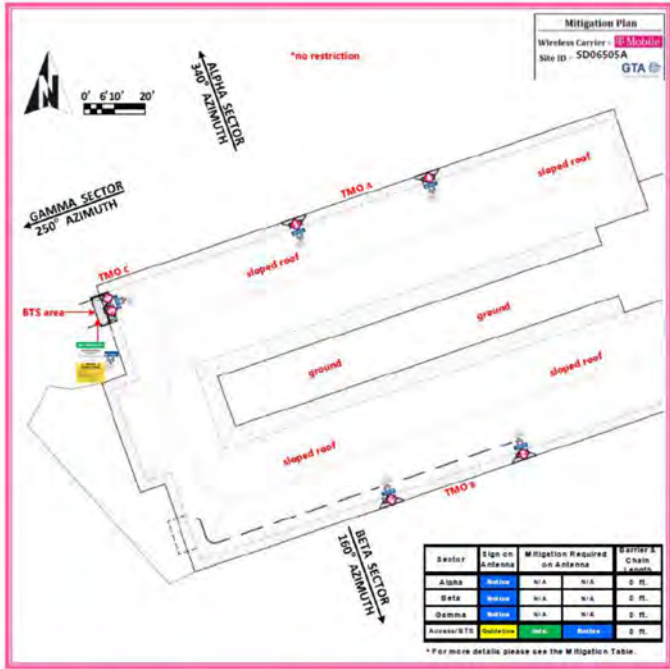 Mitigation Plan
Wireless Carrier - T Mobile
Site ID - SD06505A
GTA
*no restriction
N
0' 6' 10' 20'
ALPHA SECTOR
340° AZIMUTH
GAMMA SECTOR
250° AZIMUTH
TMO A
sloped roof
sloped roof
TMO C
BTS area
ground
ground
sloped roof
sloped roof
TMO B
BETA SECTOR
160° AZIMUTH
Sector Sign on Antenna Mitigation Required on Antenna Barrier & Chain Length
Alpha Notice N/A N/A 0 ft.
Beta Notice N/A N/A 0 ft.
Gamma Notice N/A N/A 0 ft.
Access/BTS Guideline Info. Notice 0 ft.
* For more details please see the Mitigation Table.